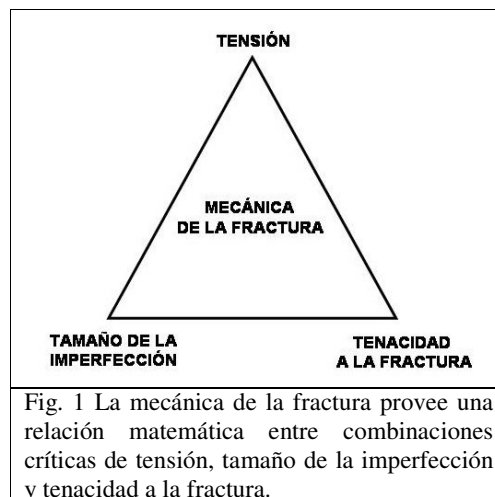 TENSIÓN
MECÁNICA
DE LA FRACTURA
TAMAÑO DE LA
IMPERFECCIÓN
TENACIDAD
A LA FRACTURA
Fig. 1 La mecánica de la fractura provee una
relación matemática entre combinaciones
críticas de tensión, tamaño de la imperfección
y tenacidad a la fractura.